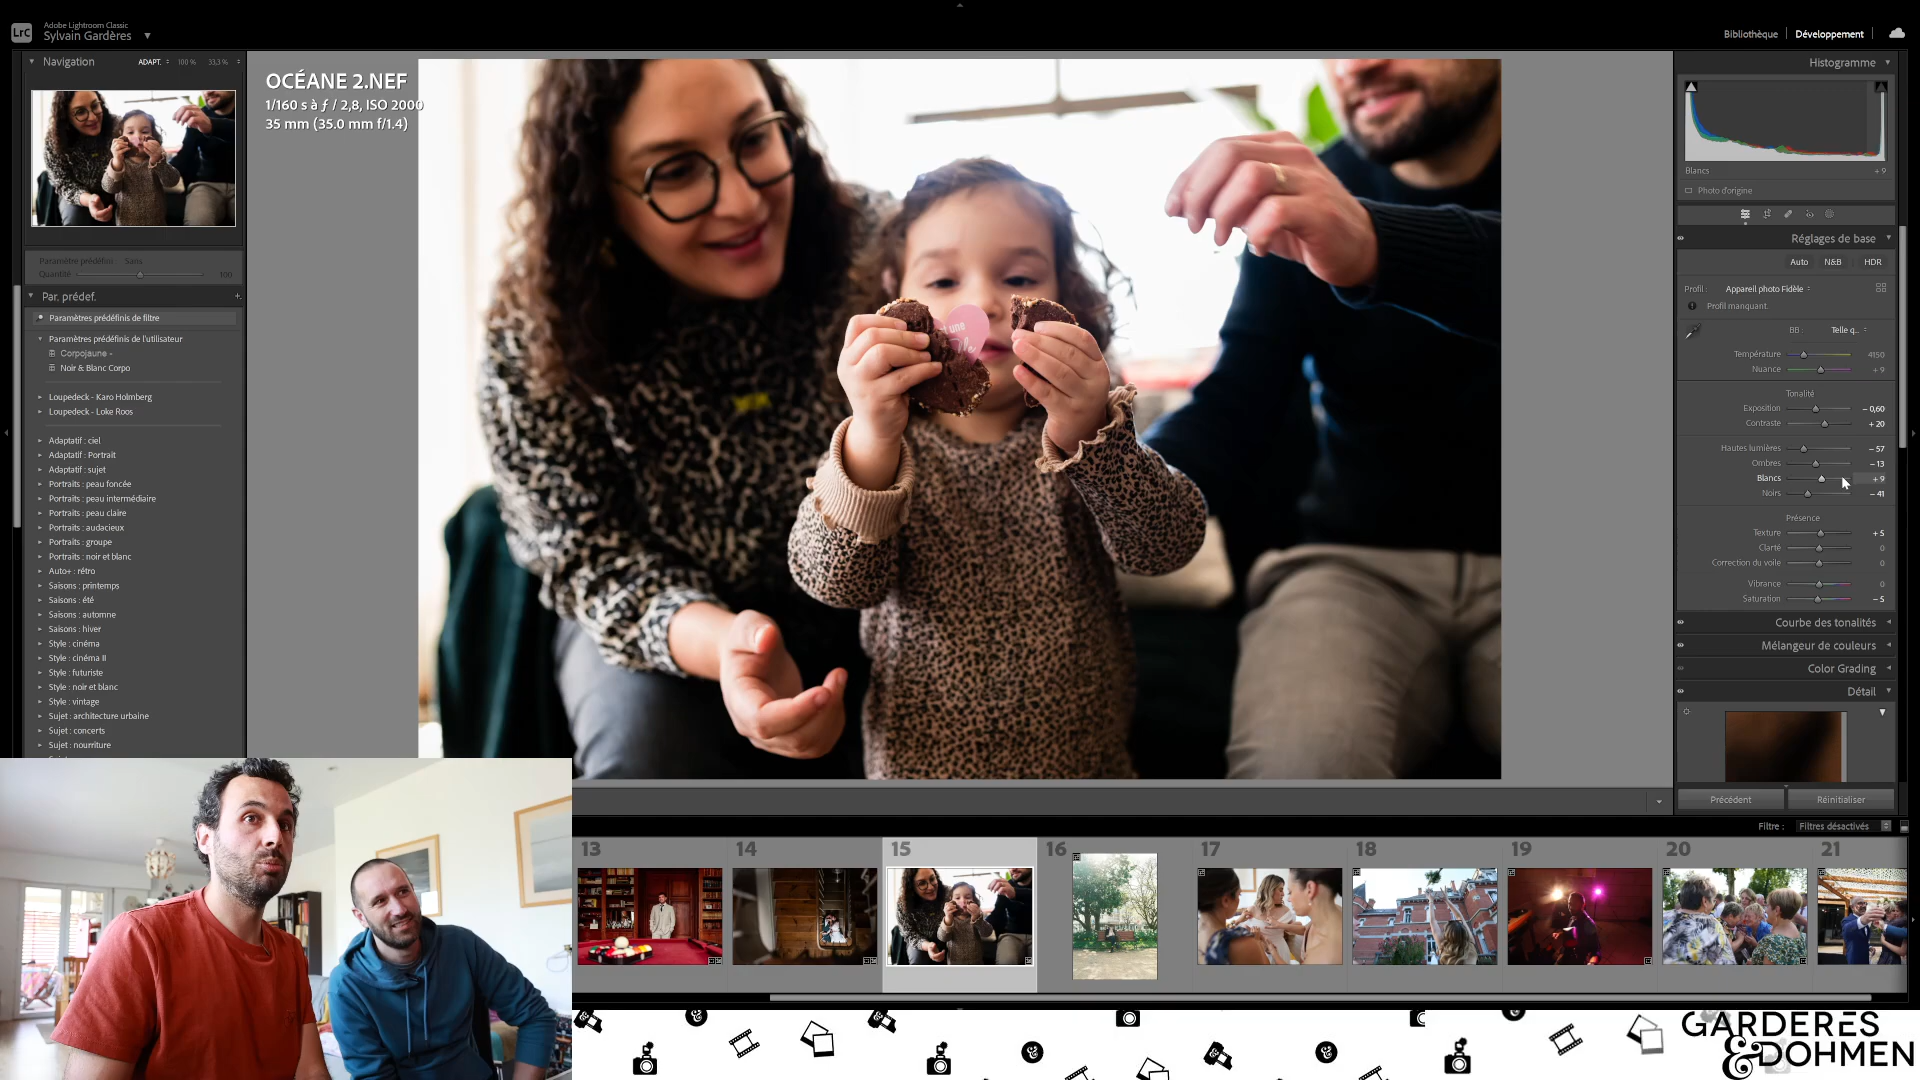 Adobe Lightroom Classic
Sylvain Gardères
Bibliothèque
Développement
Navigation
ADAPT.
100 %
33,3 %
OCÉANE 2.NEF
1/160 s à ƒ / 2,8, ISO 2000
35 mm (35.0 mm f/1.4)
Histogramme
Blancs
+ 9
Photo d'origine
Réglages de base
Auto
N&B
HDR
Profil :
Appareil photo Fidèle
Profil manquant.
BB :
Telle q...
Température
4150
Nuance
+ 9
Tonalité
Exposition
– 0,60
Contraste
+ 20
Hautes lumières
– 57
Ombres
– 13
Blancs
+ 9
Noirs
– 41
Présence
Texture
+ 5
Clarté
0
Correction du voile
0
Vibrance
0
Saturation
– 5
Courbe des tonalités
Mélangeur de couleurs
Color Grading
Détail
Précédent
Réinitialiser
Paramètre prédéfini
Sans
Quantité
100
Par. prédef.
Paramètres prédéfinis de filtre
Paramètres prédéfinis de l'utilisateur
Corpojaune -
Noir & Blanc Corpo
Loupedeck - Karo Holmberg
Loupedeck - Loke Roos
Adaptatif : ciel
Adaptatif : Portrait
Adaptatif : sujet
Portraits : peau foncée
Portraits : peau intermédiaire
Portraits : peau claire
Portraits : audacieux
Portraits : groupe
Portraits : noir et blanc
Auto+ : rétro
Saisons : printemps
Saisons : été
Saisons : automne
Saisons : hiver
Style : cinéma
Style : cinéma II
Style : futuriste
Style : noir et blanc
Style : vintage
Sujet : architecture urbaine
Sujet : concerts
Sujet : nourriture
Filtre :
Filtres désactivés
13
14
15
16
17
18
19
20
21
GARDERES
&DOHMEN